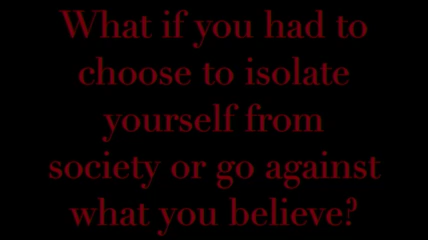 What if you had to
choose to isolate
yourself from
society or go against
what you believe?